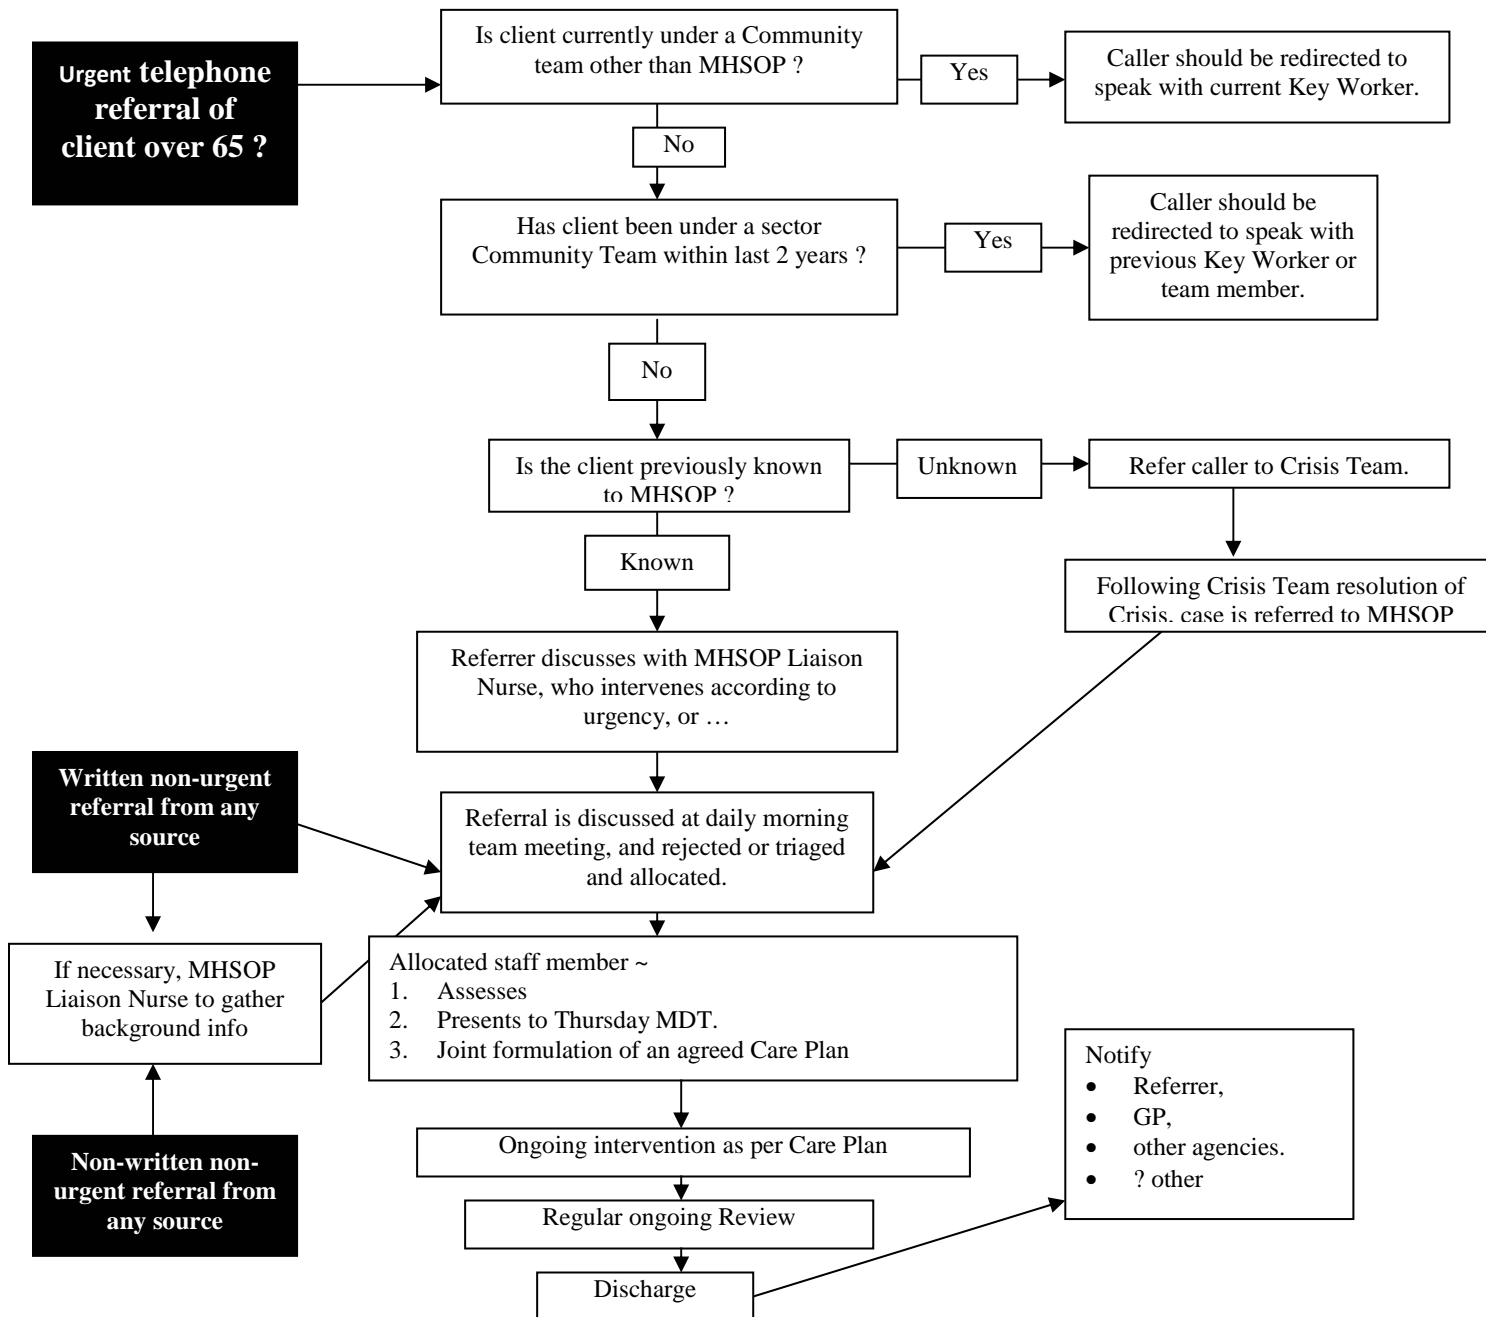 Urgent telephone
referral of
client over 65 ?
Is client currently under a Community
team other than MHSOP ?
Yes
Caller should be redirected to
speak with current Key Worker.
No
Has client been under a sector
Community Team within last 2 years ?
Yes
Caller should be
redirected to speak with
previous Key Worker or
team member.
No
Is the client previously known
to MHSOP ?
Unknown
Refer caller to Crisis Team.
Known
Following Crisis Team resolution of
Crisis, case is referred to MHSOP
Referrer discusses with MHSOP Liaison
Nurse, who intervenes according to
urgency, or …
Written non-urgent
referral from any
source
Referral is discussed at daily morning
team meeting, and rejected or triaged
and allocated.
If necessary, MHSOP
Liaison Nurse to gather
background info
Allocated staff member ~
1. Assesses
2. Presents to Thursday MDT.
3. Joint formulation of an agreed Care Plan
Non-written non-
urgent referral from
any source
Ongoing intervention as per Care Plan
Regular ongoing Review
Discharge
Notify
• Referrer,
• GP,
• other agencies.
• ? other